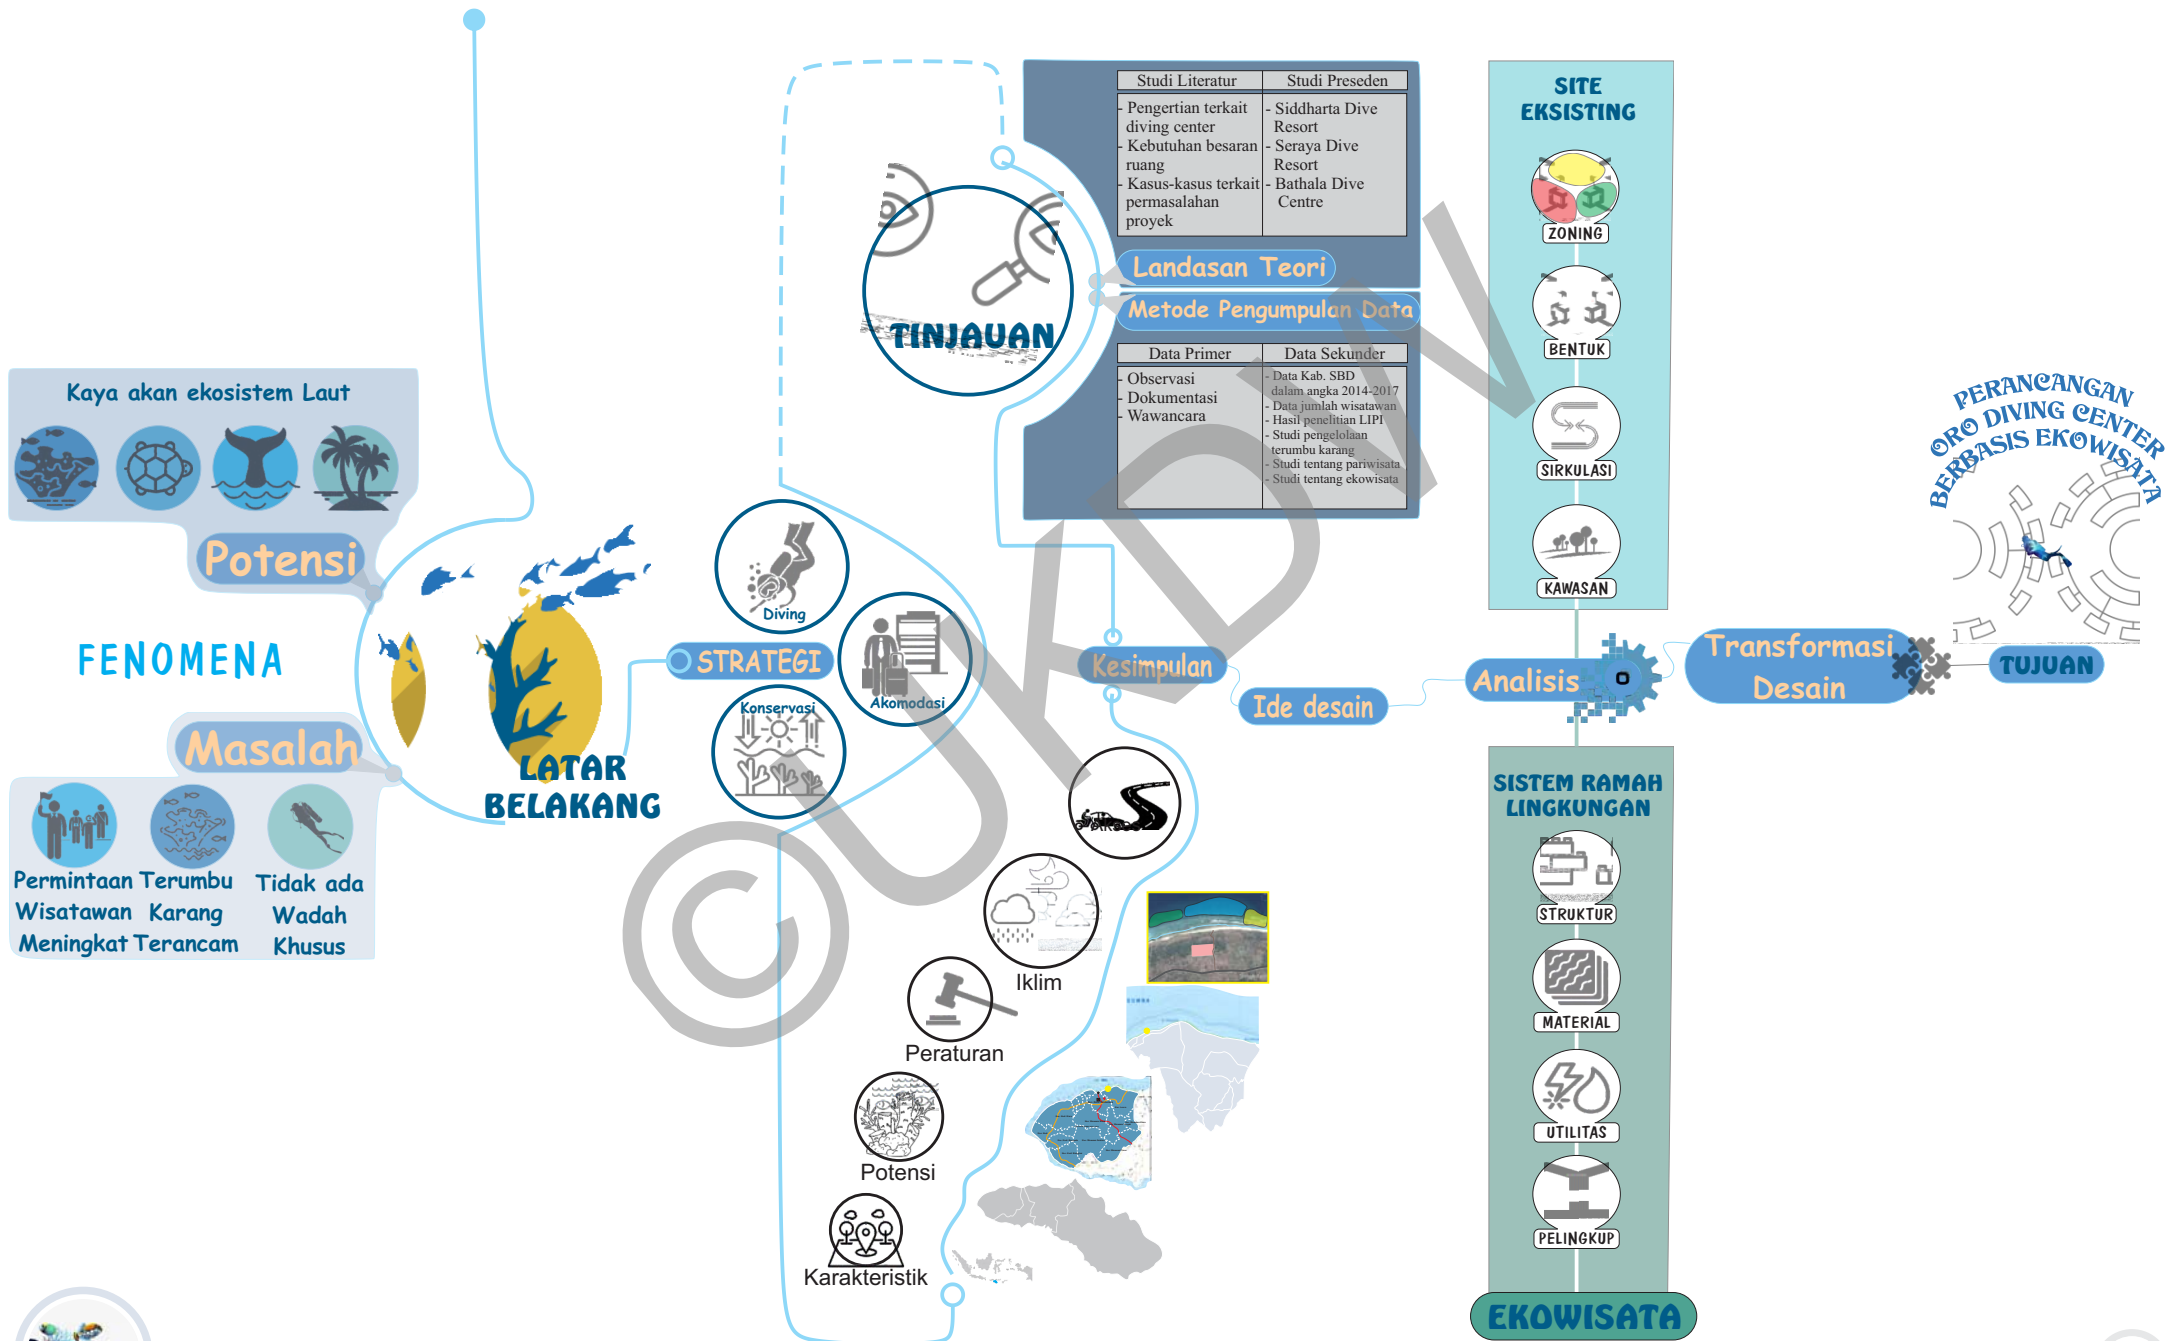 Kaya akan ekosistem Laut
Potensi
FENOMENA
Masalah
Permintaan
Wisatawan
Meningkat
Terumbu
Karang
Terancam
Tidak ada
Wadah
Khusus
LATAR
BELAKANG
STRATEGI
Diving
Akomodasi
Konservasi
TINJAUAN
Studi Literatur
- Pengertian terkait
diving center
- Kebutuhan besaran
ruang
- Kasus-kasus terkait
permasalahan
proyek
Studi Preseden
- Siddharta Dive
Resort
- Seraya Dive
Resort
- Bathala Dive
Centre
Landasan Teori
Metode Pengumpulan Data
Data Primer
- Observasi
- Dokumentasi
- Wawancara
Data Sekunder
- Data Kab. SBD
dalam angka 2014-2017
- Data jumlah wisatawan
- Hasil penelitian LIPI
- Studi pengelolaan
terumbu karang
- Studi tentang pariwisata
- Studi tentang ekowisata
Kesimpulan
Iklim
Peraturan
Potensi
Karakteristik
Ide desain
Analisis
SITE
EKSISTING
ZONING
BENTUK
SIRKULASI
KAWASAN
SISTEM RAMAH
LINGKUNGAN
STRUKTUR
MATERIAL
UTILITAS
PELINGKUP
EKOWISATA
Transformasi
Desain
TUJUAN
PERANCANGAN
ORO DIVING CENTER
BERBASIS EKOWISATA
© UKDW